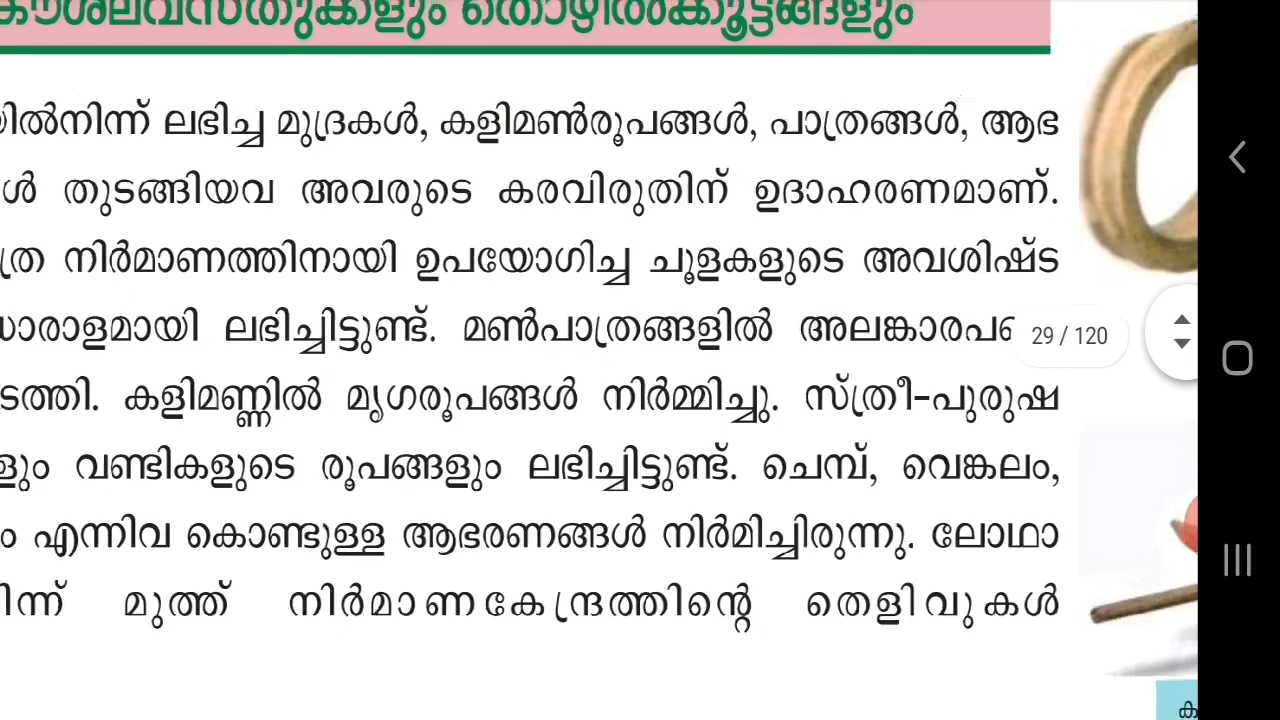 കൗശലവസ്തുക്കളും തൊഴിൽക്കൂട്ടങ്ങളും
യിൽനിന്ന് ലഭിച്ച മുദ്രകൾ, കളിമൺരൂപങ്ങൾ, പാത്രങ്ങൾ, ആഭ
ൾ തുടങ്ങിയവ അവരുടെ കരവിരുതിന് ഉദാഹരണമാണ്.
ത്ര നിർമാണത്തിനായി ഉപയോഗിച്ച ചൂളകളുടെ അവശിഷ്ട
ധാരാളമായി ലഭിച്ചിട്ടുണ്ട്. മൺപാത്രങ്ങളിൽ
29 / 120
ടത്തി. കളിമണ്ണിൽ മൃഗരൂപങ്ങൾ നിർമ്മിച്ചു. സ്ത്രീ-പുരുഷ
ളും വണ്ടികളുടെ രൂപങ്ങളും ലഭിച്ചിട്ടുണ്ട്. ചെമ്പ്, വെങ്കലം,
ം എന്നിവ കൊണ്ടുള്ള ആഭരണങ്ങൾ നിർമിച്ചിരുന്നു. ലോഥാ
ിന്ന് മുത്ത് നിർമാണകേന്ദ്രത്തിന്റെ തെളിവുകൾ